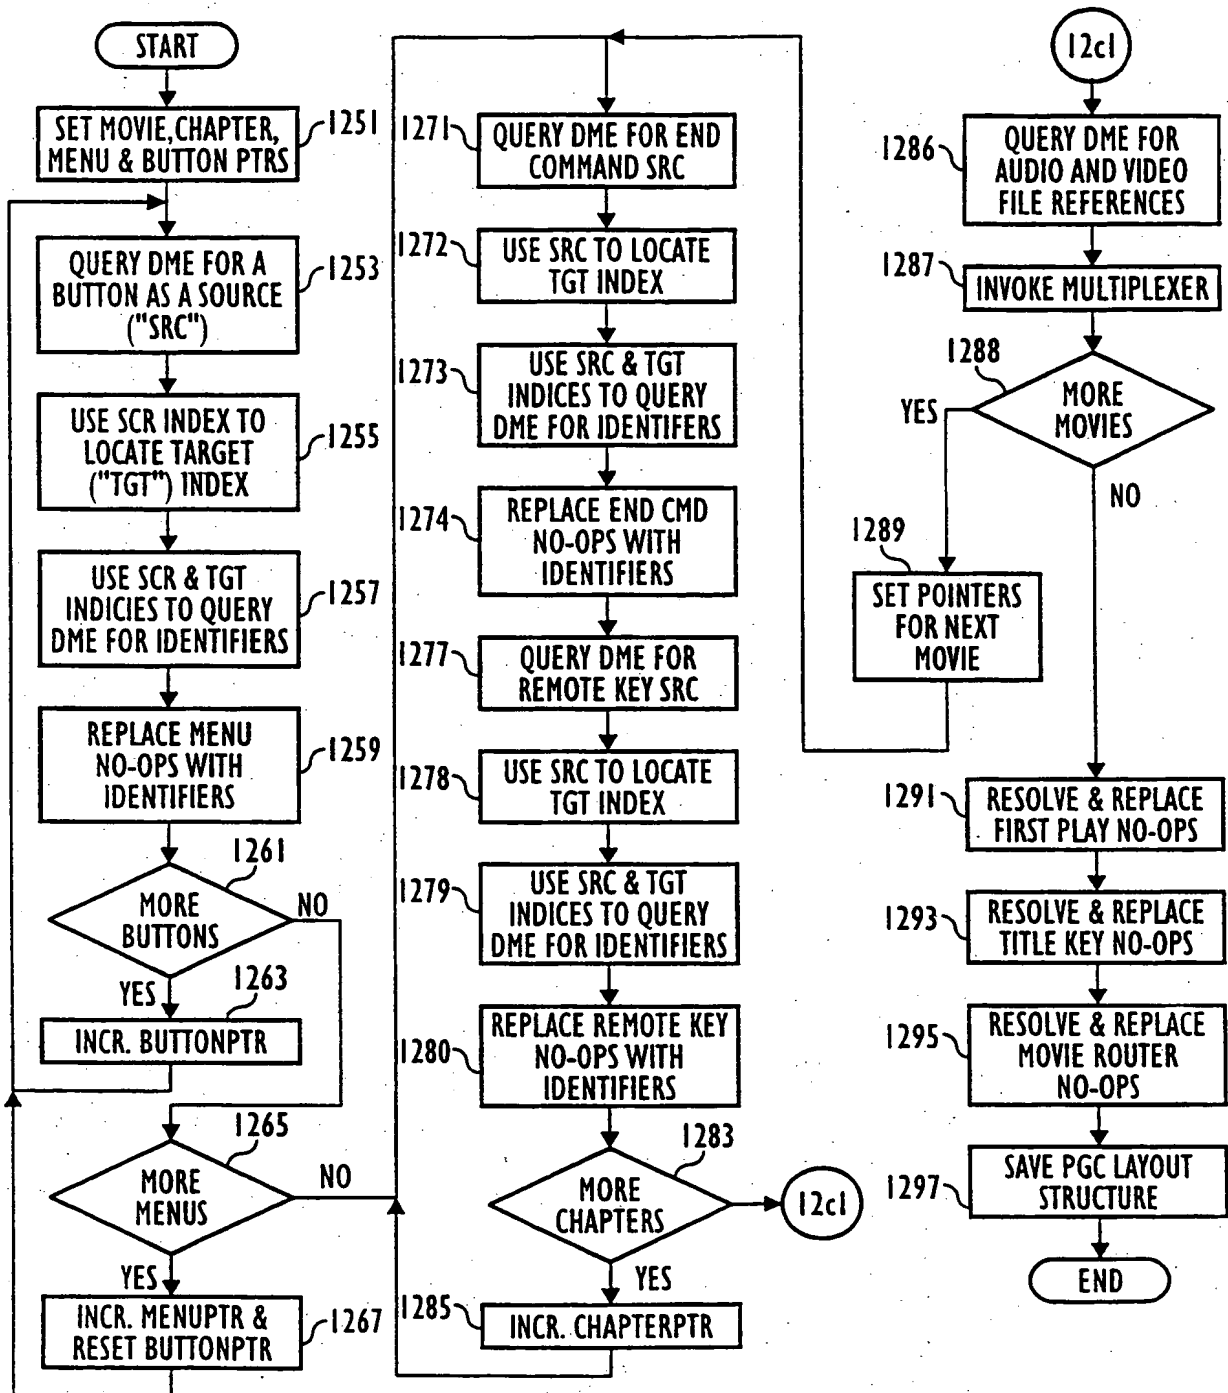 START
SET MOVIE,CHAPTER,
MENU & BUTTON PTRS
1251
QUERY DME FOR A
BUTTON AS A SOURCE
("SRC")
1253
USE SCR INDEX TO
LOCATE TARGET
("TGT") INDEX
1255
USE SCR & TGT
INDICIES TO QUERY
DME FOR IDENTIFIERS
1257
REPLACE MENU
NO-OPS WITH
IDENTIFIERS
1259
1261
MORE
BUTTONS
NO
YES
1263
INCR. BUTTONPTR
1265
MORE
MENUS
NO
YES
INCR. MENUPTR &
RESET BUTTONPTR
1267
1271
QUERY DME FOR END
COMMAND SRC
1272
USE SRC TO LOCATE
TGT INDEX
1273
USE SRC & TGT
INDICES TO QUERY
DME FOR IDENTIFERS
1274
REPLACE END CMD
NO-OPS WITH
IDENTIFIERS
1277
QUERY DME FOR
REMOTE KEY SRC
1278
USE SRC TO LOCATE
TGT INDEX
1279
USE SRC & TGT
INDICES TO QUERY
DME FOR IDENTIFIERS
1280
REPLACE REMOTE KEY
NO-OPS WITH
IDENTIFIERS
1283
MORE
CHAPTERS
12c1
YES
1285
INCR. CHAPTERPTR
12c1
1286
QUERY DME FOR
AUDIO AND VIDEO
FILE REFERENCES
1287
INVOKE MULTIPLEXER
1288
MORE
MOVIES
YES
NO
1289
SET POINTERS
FOR NEXT
MOVIE
1291
RESOLVE & REPLACE
FIRST PLAY NO-OPS
1293
RESOLVE & REPLACE
TITLE KEY NO-OPS
1295
RESOLVE & REPLACE
MOVIE ROUTER
NO-OPS
1297
SAVE PGC LAYOUT
STRUCTURE
END